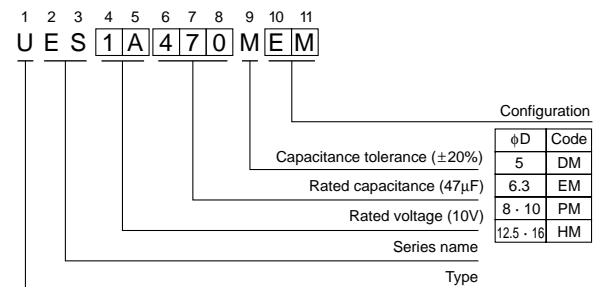 1 2 3 4 5 6 7 8 9 10 11
U E S 1 A 4 7 0 M E M
Configuration
φD Code
5 DM
6.3 EM
8 · 10 PM
12.5 · 16 HM
Capacitance tolerance (±20%)
Rated capacitance (47μF)
Rated voltage (10V)
Series name
Type